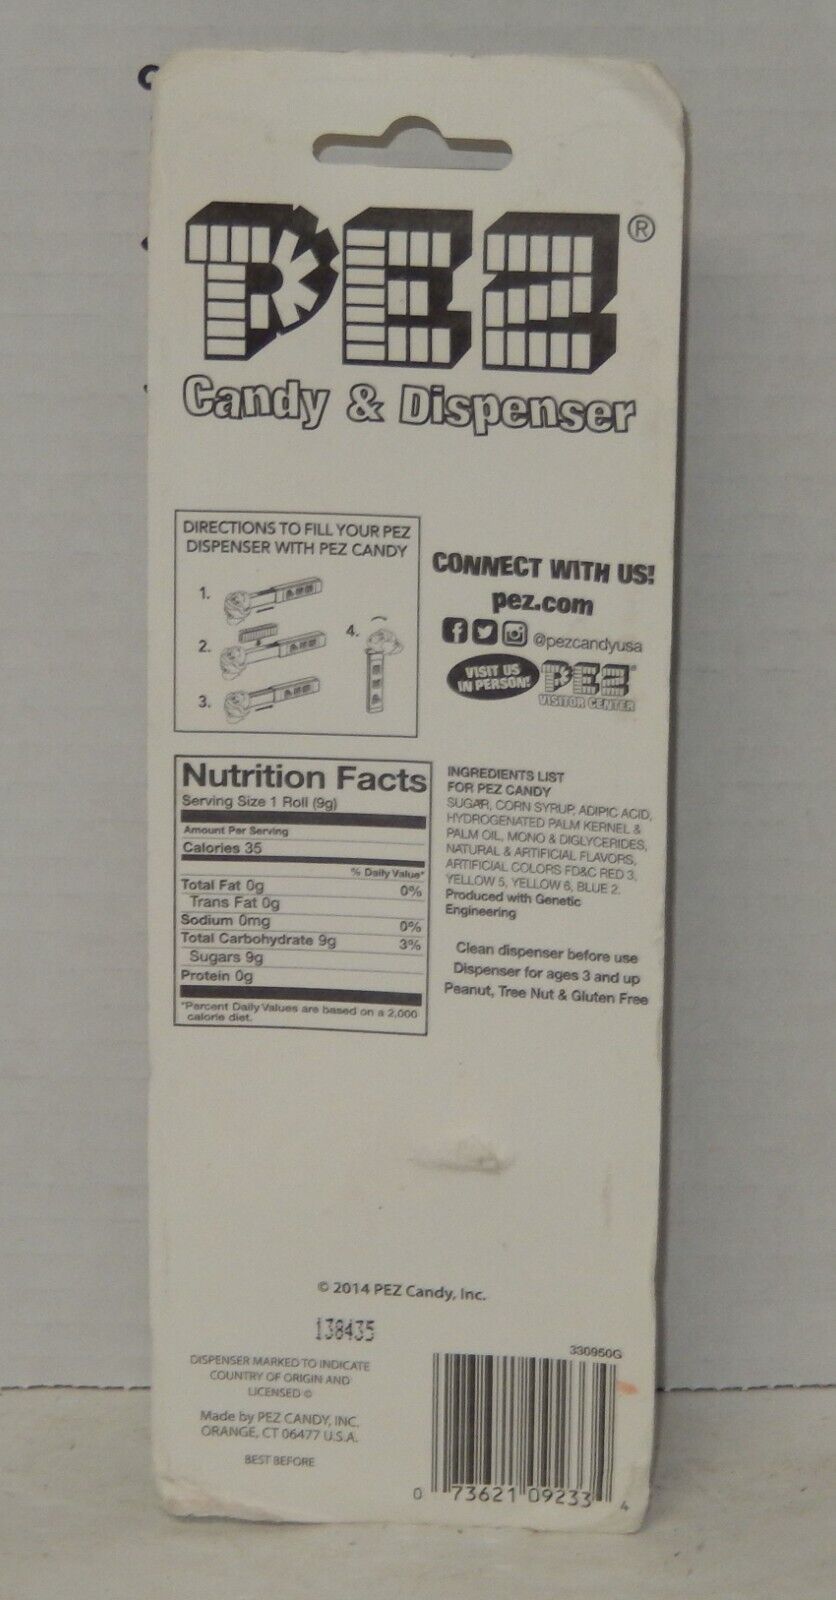 PEZ®
Candy & Dispenser
DIRECTIONS TO FILL YOUR PEZ
DISPENSER WITH PEZ CANDY
1.
2.
3.
4.
CONNECT WITH US!
pez.com
@pezcandyusa
VISIT US
IN PERSON!
PEZ
VISITOR CENTER
Nutrition Facts
Serving Size 1 Roll (9g)
Amount Per Serving
Calories 35
% Daily Value*
Total Fat 0g 0%
Trans Fat 0g
Sodium 0mg 0%
Total Carbohydrate 9g 3%
Sugars 9g
Protein 0g
*Percent Daily Values are based on a 2,000
calorie diet.
INGREDIENTS LIST
FOR PEZ CANDY
SUGAR, CORN SYRUP, ADIPIC ACID,
HYDROGENATED PALM KERNEL &
PALM OIL, MONO & DIGLYCERIDES,
NATURAL & ARTIFICIAL FLAVORS,
ARTIFICIAL COLORS FD&C RED 3,
YELLOW 5, YELLOW 6, BLUE 2.
Produced with Genetic
Engineering
Clean dispenser before use
Dispenser for ages 3 and up
Peanut, Tree Nut & Gluten Free
© 2014 PEZ Candy, Inc.
138435
DISPENSER MARKED TO INDICATE
COUNTRY OF ORIGIN AND
LICENSED ©
Made by PEZ CANDY, INC.
ORANGE, CT 06477 U.S.A.
BEST BEFORE
330950G
0 73621 09233 4